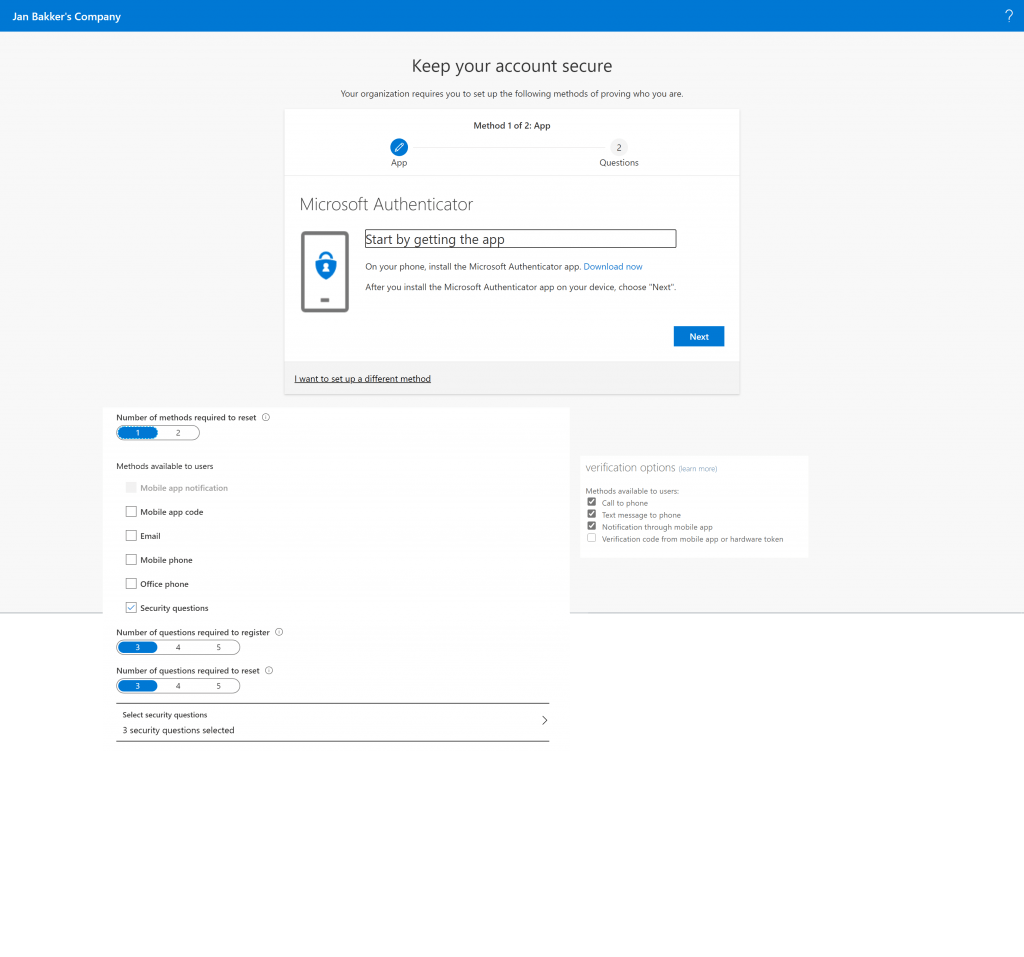 Jan Bakker's Company
?
Keep your account secure
Your organization requires you to set up the following methods of proving who you are.
Method 1 of 2: App
2
App
Questions
Microsoft Authenticator
Start by getting the app
On your phone, install the Microsoft Authenticator app. Download now
After you install the Microsoft Authenticator app on your device, choose "Next".
Next
I want to set up a different method
Number of methods required to reset
1 2
Methods available to users
Mobile app notification
Mobile app code
Email
Mobile phone
Office phone
Security questions
Number of questions required to register
3 4 5
Number of questions required to reset
3 4 5
Select security questions
3 security questions selected
verification options (learn more)
Methods available to users:
Call to phone
Text message to phone
Notification through mobile app
Verification code from mobile app or hardware token